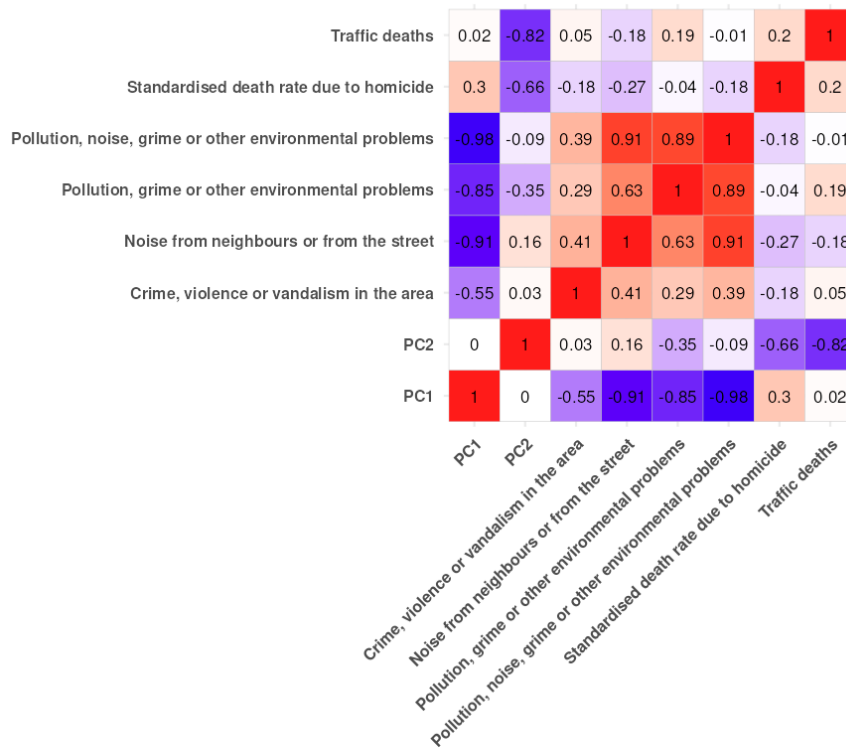 Traffic deaths 0.02 -0.82 0.05 -0.18 0.19 -0.01 0.2 1
Standardised death rate due to homicide 0.3 -0.66 -0.18 -0.27 -0.04 -0.18 1 0.2
Pollution, noise, grime or other environmental problems -0.98 -0.09 0.39 0.91 0.89 1 -0.18 -0.01
Pollution, grime or other environmental problems -0.85 -0.35 0.29 0.63 1 0.89 -0.04 0.19
Noise from neighbours or from the street -0.91 0.16 0.41 1 0.63 0.91 -0.27 -0.18
Crime, violence or vandalism in the area -0.55 0.03 1 0.41 0.29 0.39 -0.18 0.05
PC2 0 1 0.03 0.16 -0.35 -0.09 -0.66 -0.82
PC1 1 0 -0.55 -0.91 -0.85 -0.98 0.3 0.02
PC1
PC2
Crime, violence or vandalism in the area
Noise from neighbours or from the street
Pollution, grime or other environmental problems
Pollution, noise, grime or other environmental problems
Standardised death rate due to homicide
Traffic deaths